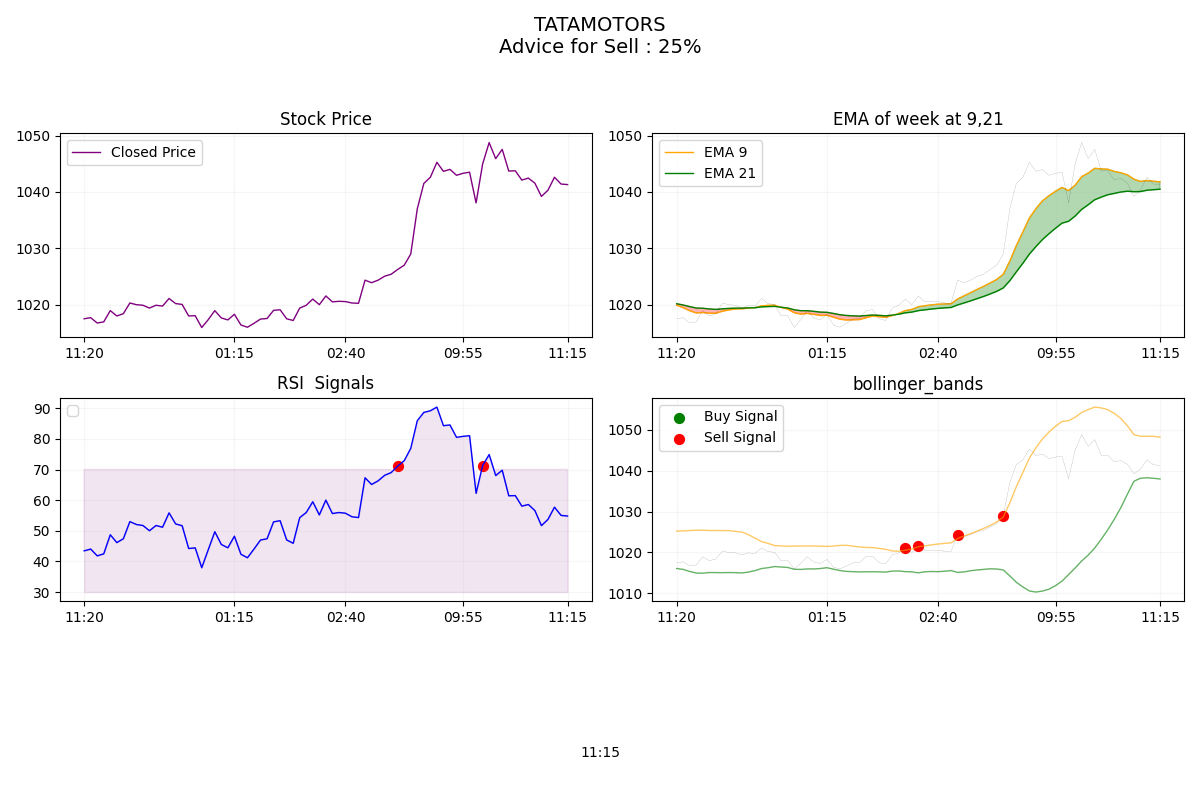 TATAMOTORS
Advice for Sell : 25%
Stock Price
1050
1040
1030
1020
Closed Price
11:20 01:15 02:40 09:55 11:15
EMA of week at 9,21
1050
1040
1030
1020
EMA 9
EMA 21
11:20 01:15 02:40 09:55 11:15
RSI  Signals
90
80
70
60
50
40
30
11:20 01:15 02:40 09:55 11:15
bollinger_bands
1050
1040
1030
1020
1010
Buy Signal
Sell Signal
11:20 01:15 02:40 09:55 11:15
11:15